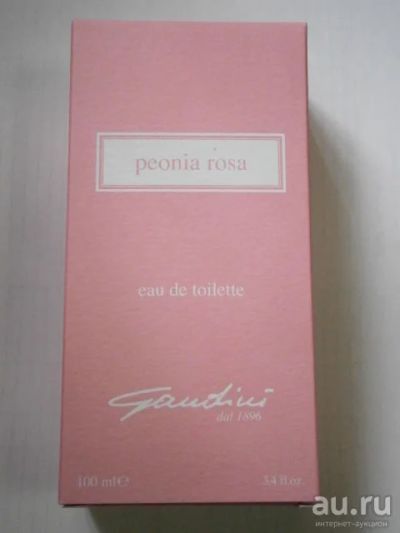 peonia rosa
eau de toilette
Gandini
dal 1896
100 ml ℮ 3.4 fl.oz.
au.ru
интернет-аукцион